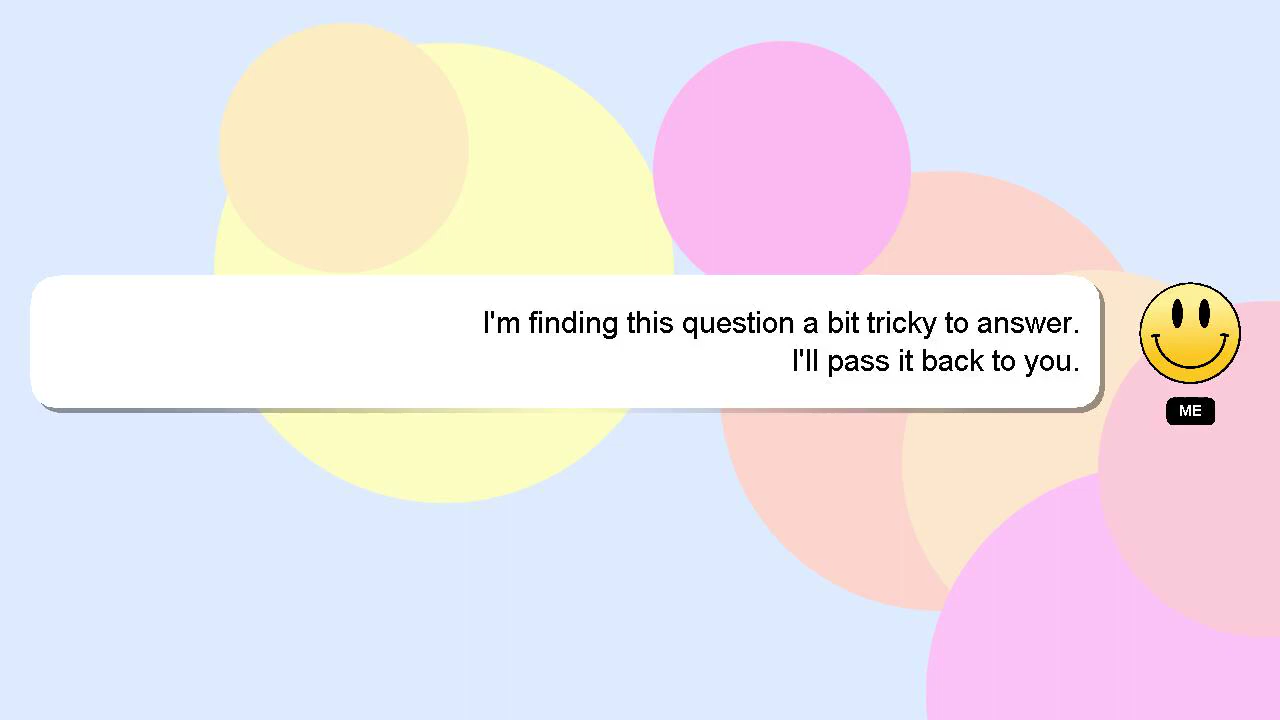 I'm finding this question a bit tricky to answer.
I'll pass it back to you.
ME